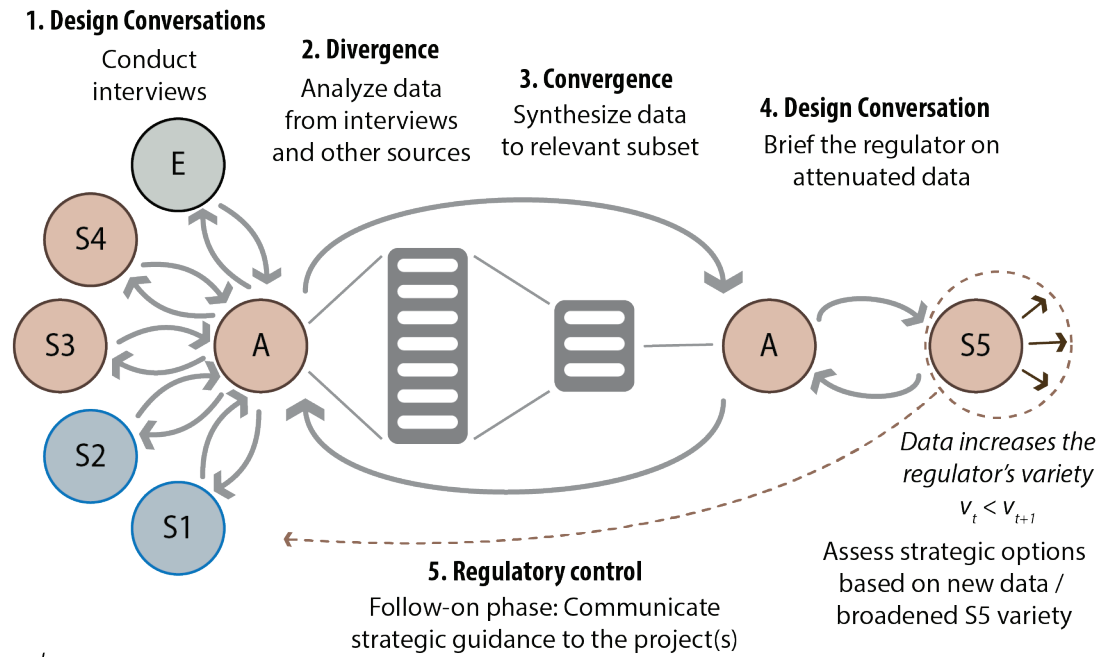 1. Design Conversations
Conduct
interviews
2. Divergence
Analyze data
from interviews
and other sources
3. Convergence
Synthesize data
to relevant subset
4. Design Conversation
Brief the regulator on
attenuated data
E
S4
S3
A
S2
S1
A
S5
Data increases the
regulator's variety
vt < vt+1
Assess strategic options
based on new data /
broadened S5 variety
5. Regulatory control
Follow-on phase: Communicate
strategic guidance to the project(s)